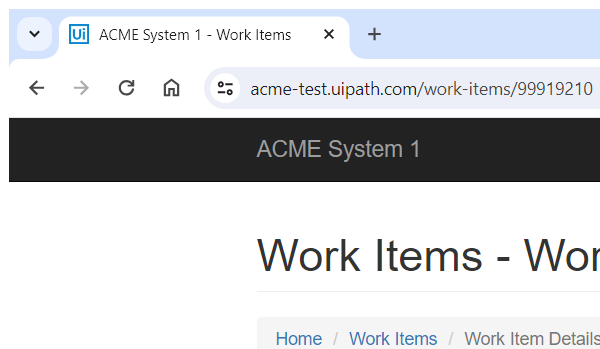 Ui ACME System 1 - Work Items
acme-test.uipath.com/work-items/99919210
ACME System 1
Work Items - Wor
Home / Work Items / Work Item Details